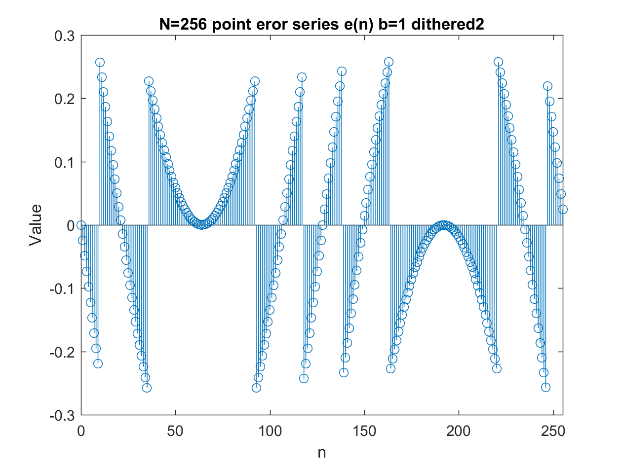 N=256 point eror series e(n) b=1 dithered2
0.3
0.2
0.1
0
-0.1
-0.2
-0.3
Value
0 50 100 150 200 250
n